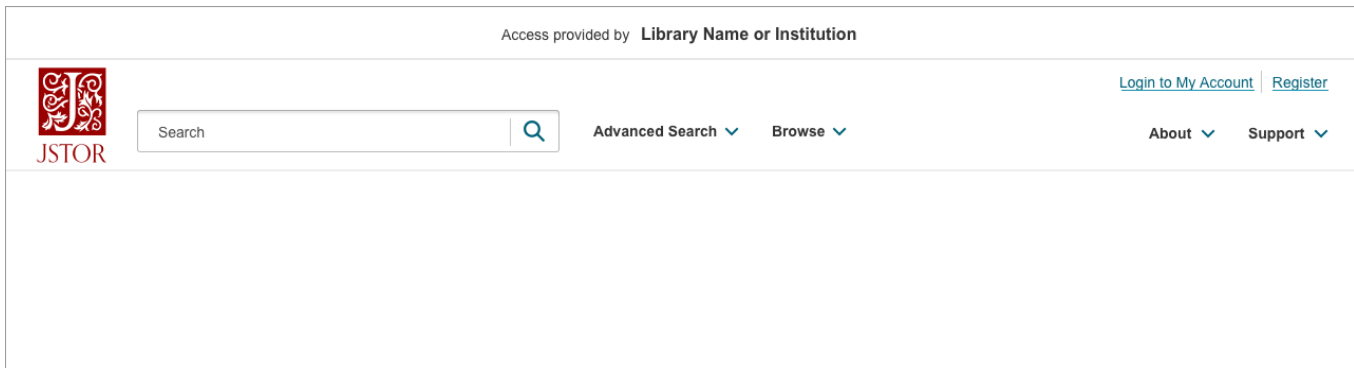 Access provided by Library Name or Institution
Login to My Account Register
Search Advanced Search Browse About Support
J
JSTOR